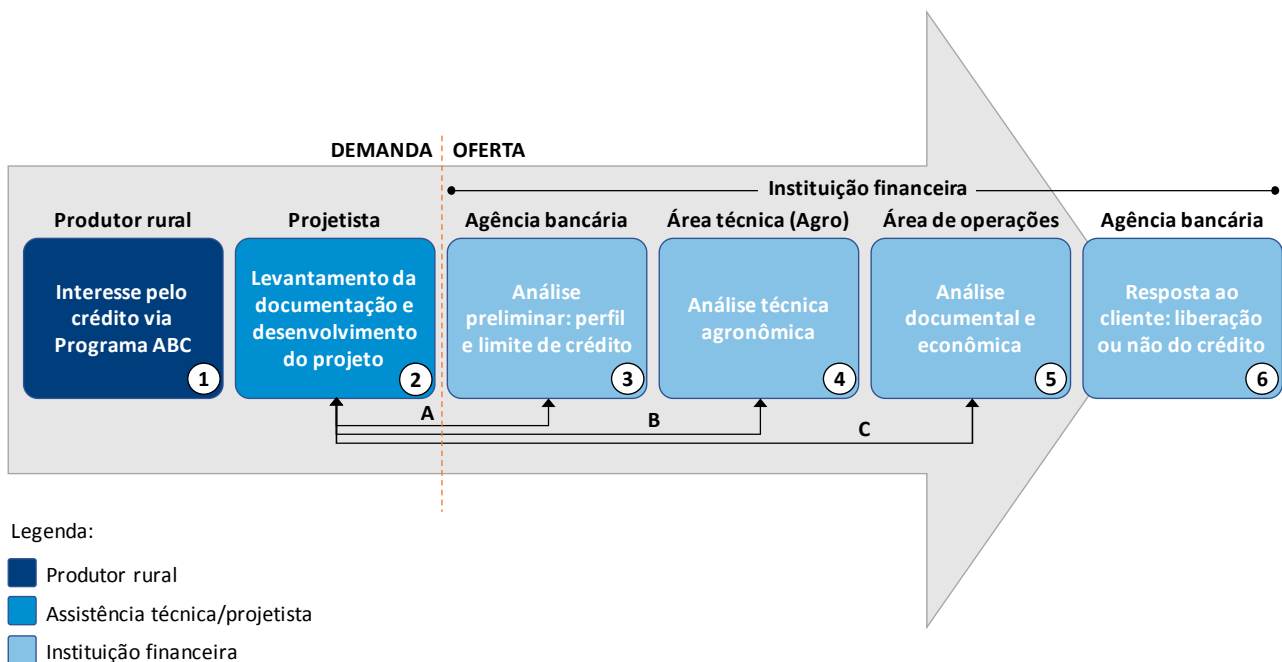 DEMANDA OFERTA
Instituição financeira
Produtor rural
Projetista
Agência bancária
Área técnica (Agro)
Área de operações
Agência bancária
Interesse pelo
crédito via
Programa ABC
1
Levantamento da
documentação e
desenvolvimento
do projeto
2
Análise
preliminar: perfil
e limite de crédito
3
Análise técnica
agronômica
4
Análise
documental e
econômica
5
Resposta ao
cliente: liberação
ou não do crédito
6
A
B
C
Legenda:
Produtor rural
Assistência técnica/projetista
Instituição financeira